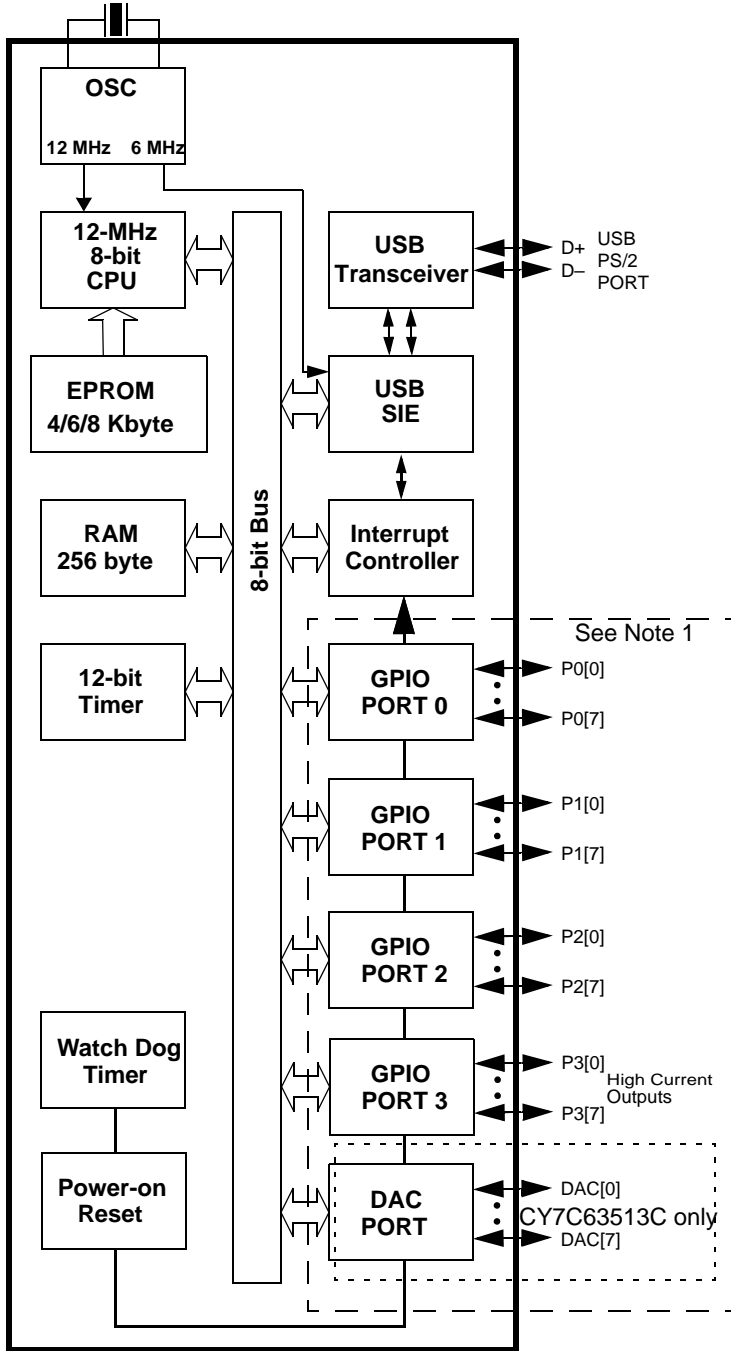 OSC
12 MHz 6 MHz
12-MHz
8-bit
CPU
USB
Transceiver
D+ USB
D– PS/2
PORT
EPROM
4/6/8 Kbyte
USB
SIE
8-bit Bus
RAM
256 byte
Interrupt
Controller
See Note 1
12-bit
Timer
GPIO
PORT 0
P0[0]
P0[7]
GPIO
PORT 1
P1[0]
P1[7]
GPIO
PORT 2
P2[0]
P2[7]
Watch Dog
Timer
GPIO
PORT 3
P3[0]
High Current
Outputs
P3[7]
Power-on
Reset
DAC
PORT
DAC[0]
CY7C63513C only
DAC[7]